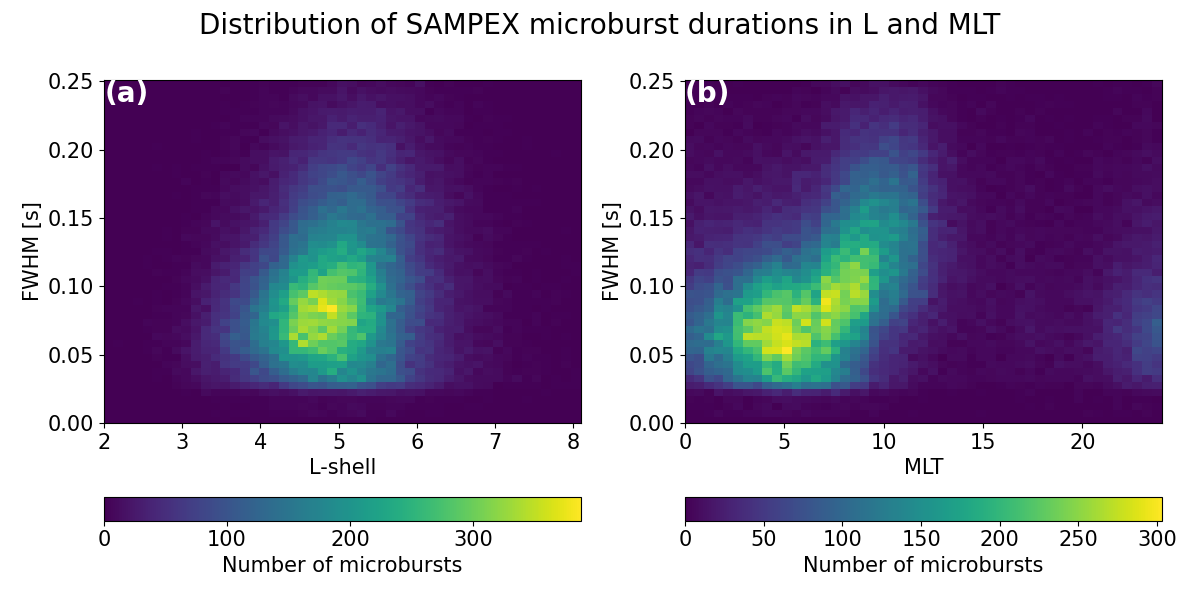 Distribution of SAMPEX microburst durations in L and MLT
(a)
FWHM [s]
0.25
0.20
0.15
0.10
0.05
0.00
2 3 4 5 6 7 8
L-shell
0 100 200 300
Number of microbursts
(b)
FWHM [s]
0.25
0.20
0.15
0.10
0.05
0.00
0 5 10 15 20
MLT
0 50 100 150 200 250 300
Number of microbursts